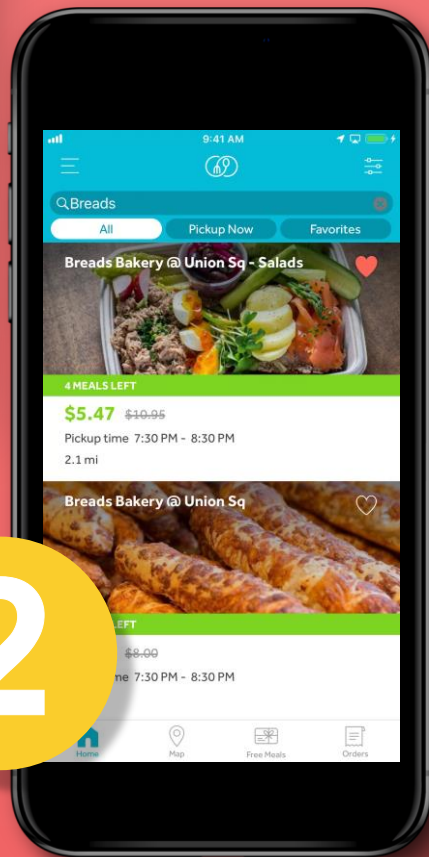 9:41 AM
Breads
All Pickup Now Favorites
Breads Bakery @ Union Sq - Salads
4 MEALS LEFT
$5.47 $10.95
Pickup time 7:30 PM - 8:30 PM
2.1 mi
Breads Bakery @ Union Sq
LEFT
$8.00
7:30 PM - 8:30 PM
2
Home Map Free Meals Orders